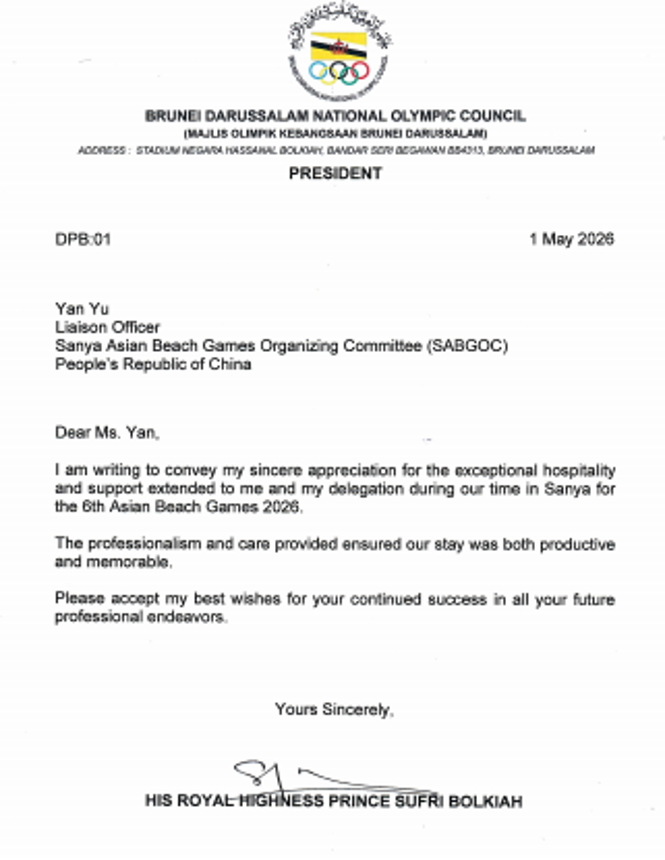 BRUNEI DARUSSALAM NATIONAL OLYMPIC COUNCIL
(MAJLIS OLIMPIK KEBANGSAAN BRUNEI DARUSSALAM)
ADDRESS : STADIUM NEGARA HASSANAL BOLKIAH, BANDAR SERI BEGAWAN BB4313, BRUNEI DARUSSALAM
PRESIDENT
DPB:01 1 May 2026
Yan Yu
Liaison Officer
Sanya Asian Beach Games Organizing Committee (SABGOC)
People's Republic of China
Dear Ms. Yan,
I am writing to convey my sincere appreciation for the exceptional hospitality
and support extended to me and my delegation during our time in Sanya for
the 6th Asian Beach Games 2026.
The professionalism and care provided ensured our stay was both productive
and memorable.
Please accept my best wishes for your continued success in all your future
professional endeavors.
Yours Sincerely,
HIS ROYAL HIGHNESS PRINCE SUFRI BOLKIAH